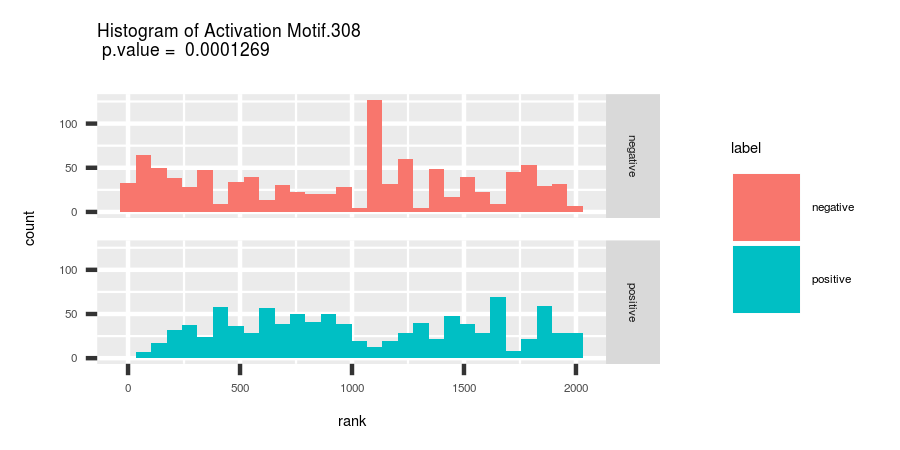 Histogram of Activation Motif.308
p.value = 0.0001269
count
100
50
0
negative
100
50
0
positive
0 500 1000 1500 2000
rank
label
negative
positive